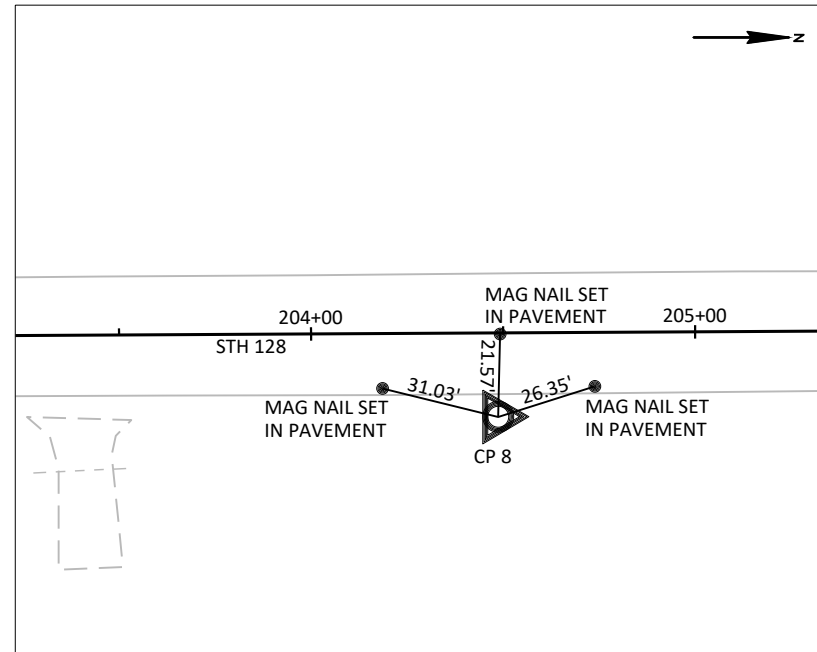 N
MAG NAIL SET
IN PAVEMENT
204+00
205+00
STH 128
21.57'
31.03'
26.35'
MAG NAIL SET
IN PAVEMENT
MAG NAIL SET
IN PAVEMENT
CP 8